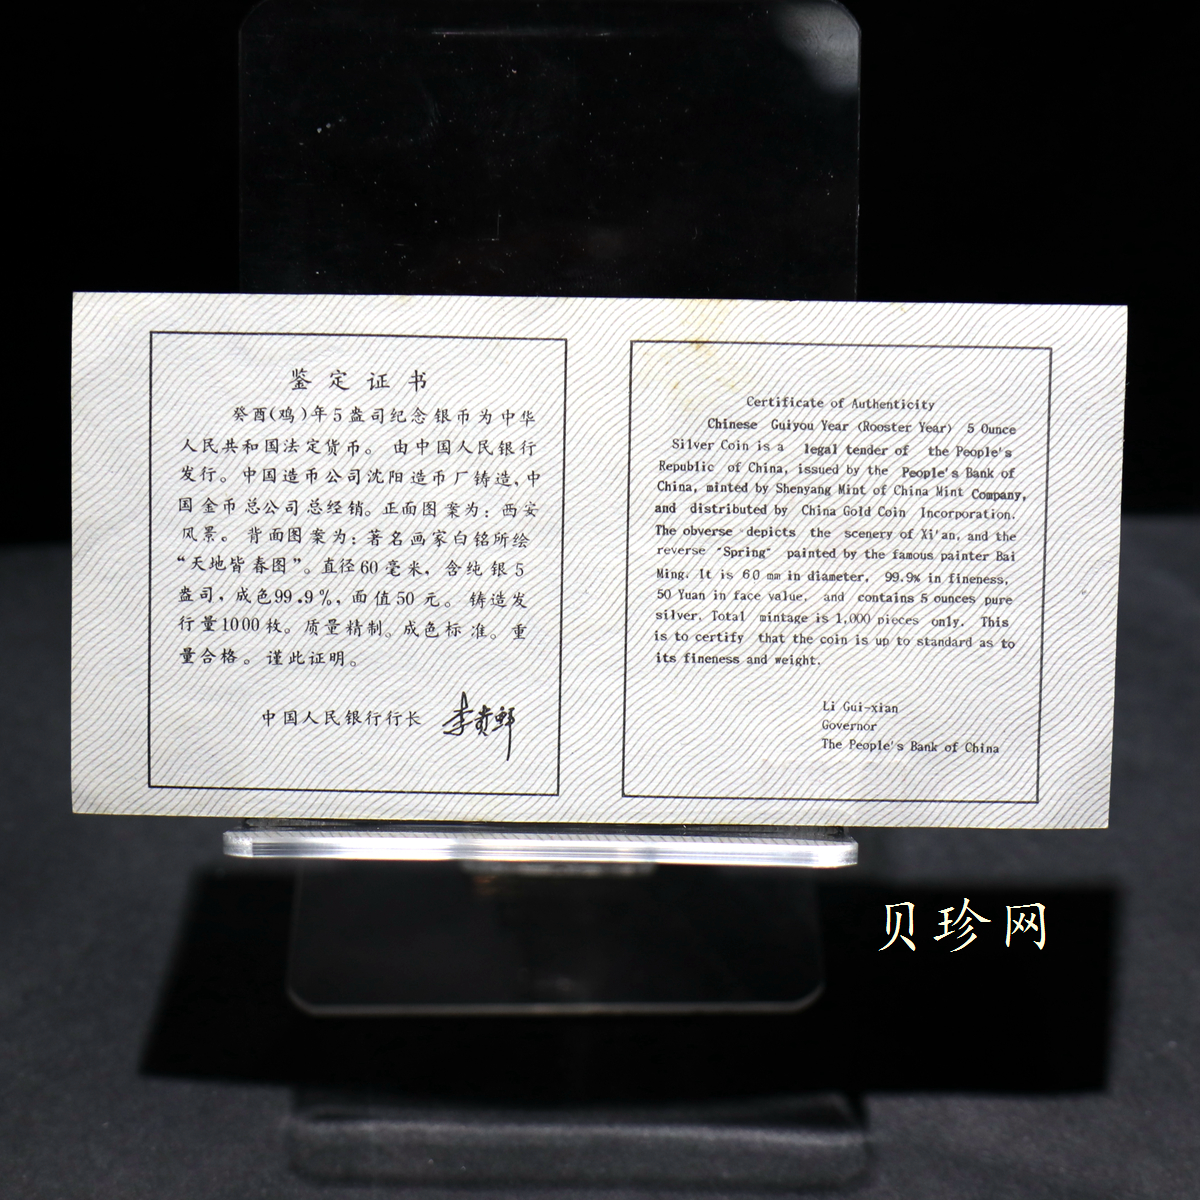 鉴定证书
癸酉(鸡)年5盎司纪念银币为中华
人民共和国法定货币。由中国人民银行
发行。中国造币公司沈阳造币厂铸造,中
国金币总公司总经销。正面图案为:西安
风景。背面图案为:著名画家白铭所绘
“天地皆春图”。直径60毫米,含纯银5
盎司,成色99.9%,面值50元。铸造发
行量1000枚。质量精制。成色标准。重
量合格。谨此证明。
中国人民银行行长 李贵鲜
Certificate of Authenticity
Chinese Guiyou Year (Rooster Year) 5 Ounce
Silver Coin is a legal tender of the People's
Republic of China, issued by the People's Bank of
China, minted by Shenyang Mint of China Mint Company,
and distributed by China Gold Coin Incorporation.
The obverse depicts the scenery of Xi'an, and the
reverse "Spring" painted by the famous painter Bai
Ming. It is 60 mm in diameter, 99.9% in fineness,
50 Yuan in face value, and contains 5 ounces pure
silver. Total mintage is 1,000 pieces only. This
is to certify that the coin is up to standard as to
its fineness and weight.
Li Gui-xian
Governor
The People's Bank of China
贝珍网